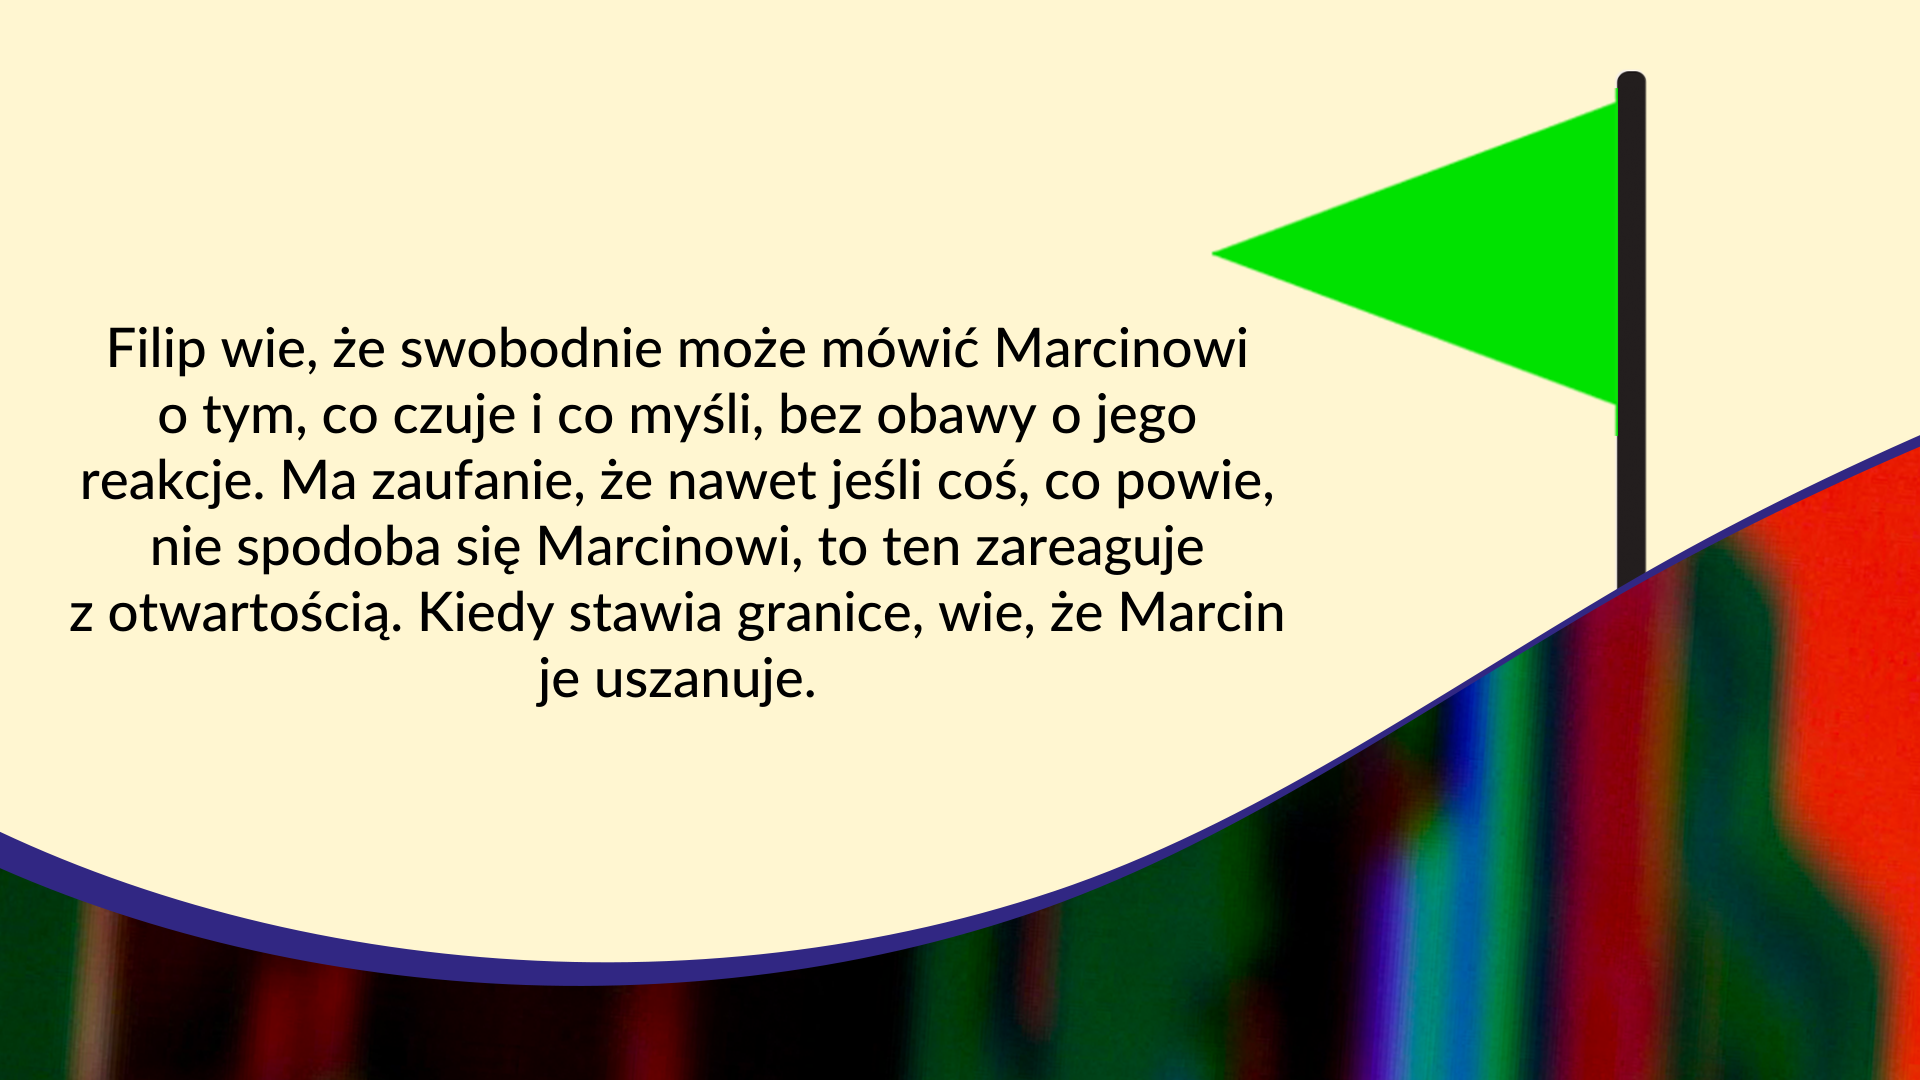 Filip wie, że swobodnie może mówić Marcinowi
o tym, co czuje i co myśli, bez obawy o jego
reakcje. Ma zaufanie, że nawet jeśli coś, co powie,
nie spodoba się Marcinowi, to ten zareaguje
z otwartością. Kiedy stawia granice, wie, że Marcin
je uszanuje.